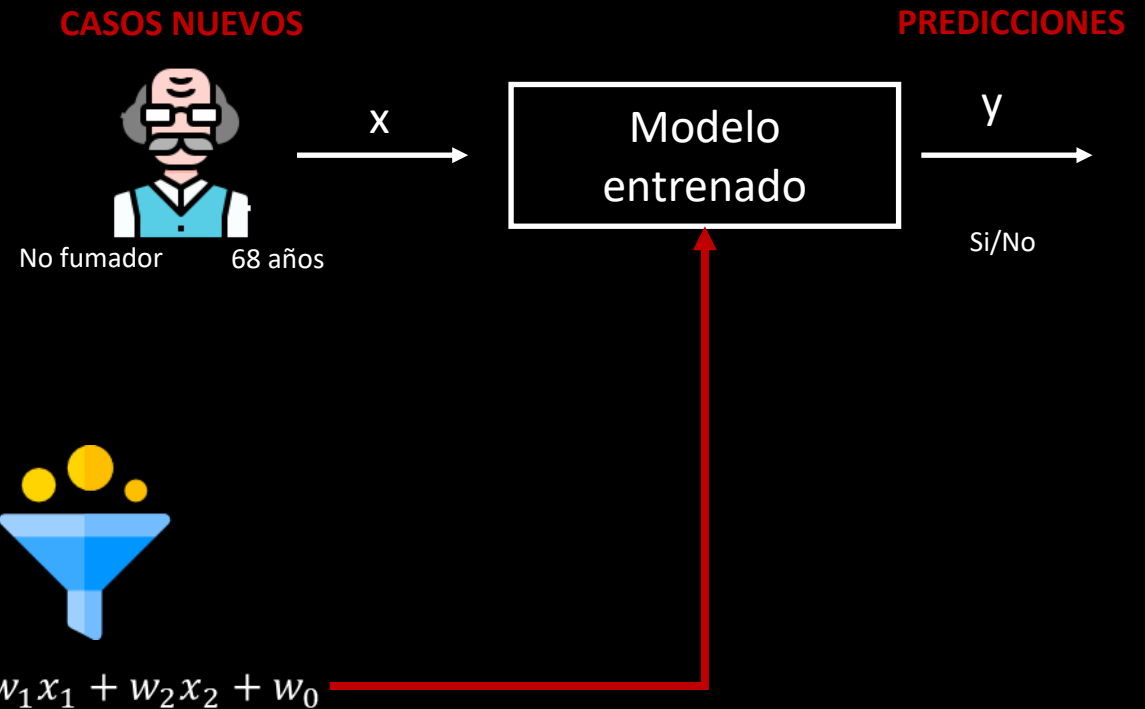 CASOS NUEVOS
PREDICCIONES
x
Modelo
entrenado
y
No fumador
68 años
Si/No
w₁x₁ + w₂x₂ + w₀